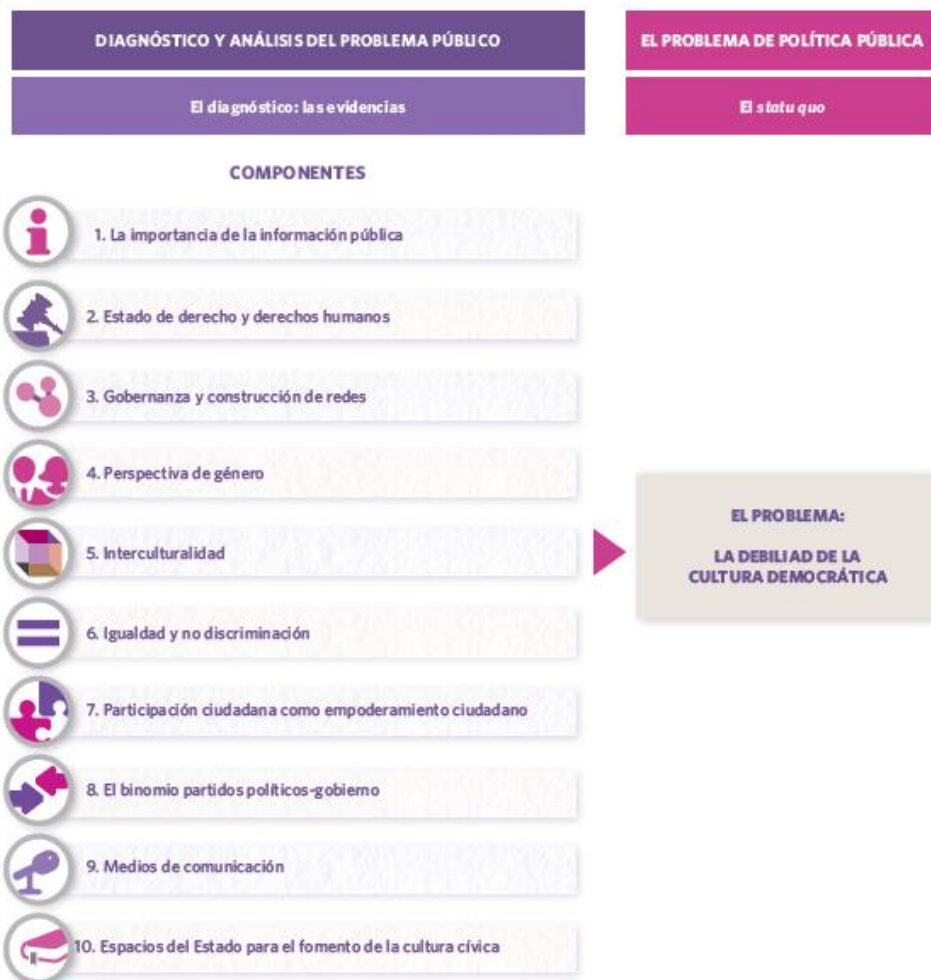 DIAGNÓSTICO Y ANÁLISIS DEL PROBLEMA PÚBLICO
El diagnóstico: las evidencias
EL PROBLEMA DE POLÍTICA PÚBLICA
El statu quo
COMPONENTES
1. La importancia de la información pública
2. Estado de derecho y derechos humanos
3. Gobernanza y construcción de redes
4. Perspectiva de género
5. Interculturalidad
6. Igualdad y no discriminación
7. Participación ciudadana como empoderamiento ciudadano
8. El binomio partidos políticos-gobierno
9. Medios de comunicación
10. Espacios del Estado para el fomento de la cultura cívica
EL PROBLEMA:
LA DEBILIAD DE LA
CULTURA DEMOCRÁTICA